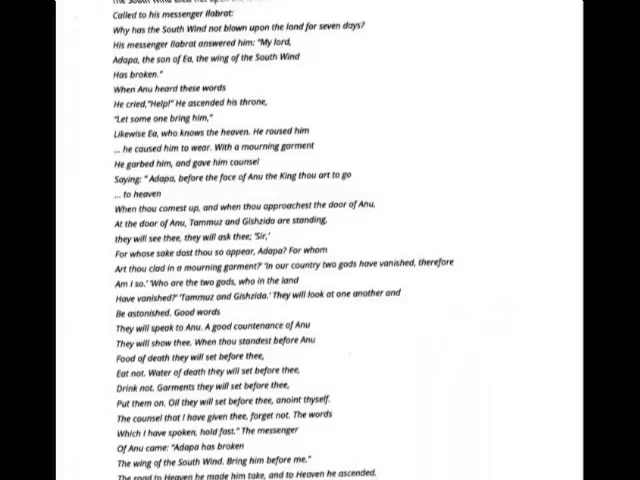 Called to his messenger Ilabrat:
Why has the South Wind not blown upon the land for seven days?
His messenger Ilabrat answered him: "My lord,
Adapa, the son of Ea, the wing of the South Wind
Has broken."
When Anu heard these words
He cried,"Help!" He ascended his throne,
"Let some one bring him,"
Likewise Ea, who knows the heaven. He roused him
... he caused him to wear. With a mourning garment
He garbed him, and gave him counsel
Saying: " Adapa, before the face of Anu the King thou art to go
... to heaven
When thou comest up, and when thou approachest the door of Anu,
At the door of Anu, Tammuz and Gishzida are standing,
they will see thee, they will ask thee; 'Sir,'
For whose sake dost thou so appear, Adapa? For whom
Art thou clad in a mourning garment?' 'In our country two gods have vanished, therefore
Am I so.' 'Who are the two gods, who in the land
Have vanished?' 'Tammuz and Gishzida.' They will look at one another and
Be astonished. Good words
They will speak to Anu. A good countenance of Anu
They will show thee. When thou standest before Anu
Food of death they will set before thee,
Eat not. Water of death they will set before thee,
Drink not. Garments they will set before thee,
Put them on. Oil they will set before thee, anoint thyself.
The counsel that I have given thee, forget not. The words
Which I have spoken, hold fast." The messenger
Of Anu came: "Adapa has broken
The wing of the South Wind. Bring him before me."
The road to Heaven he made him take, and to Heaven he ascended.